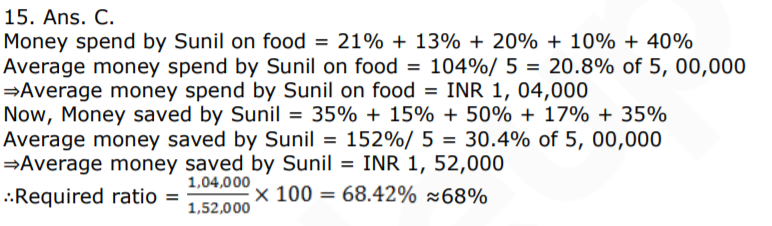 15. Ans. C.
Money spend by Sunil on food = 21% + 13% + 20% + 10% + 40%
Average money spend by Sunil on food = 104%/ 5 = 20.8% of 5, 00,000
⇒Average money spend by Sunil on food = INR 1, 04,000
Now, Money saved by Sunil = 35% + 15% + 50% + 17% + 35%
Average money saved by Sunil = 152%/ 5 = 30.4% of 5, 00,000
⇒Average money saved by Sunil = INR 1, 52,000
∴Required ratio = 1,04,000/1,52,000 × 100 = 68.42% ≈68%